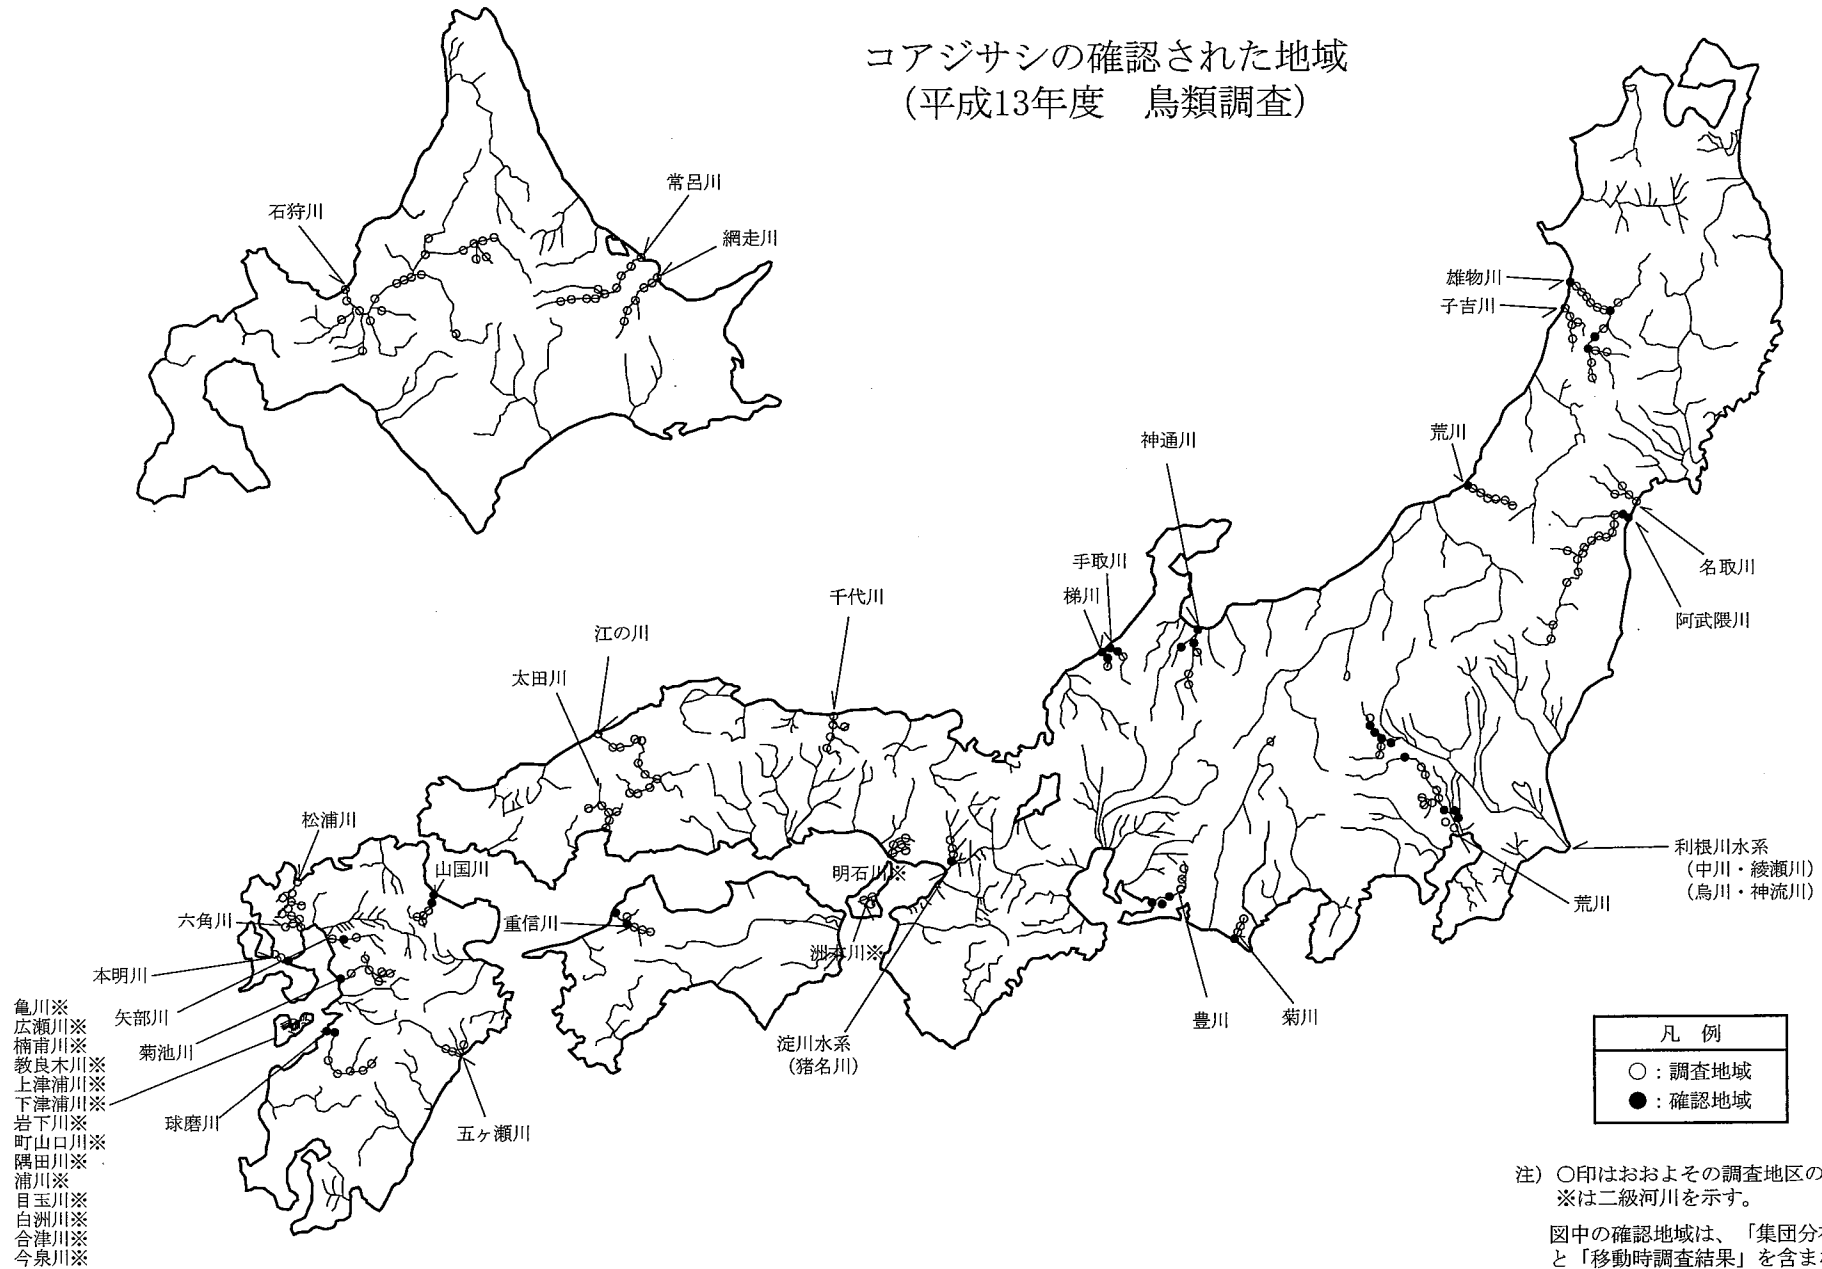 コアジサシの確認された地域
（平成13年度　鳥類調査）
常呂川
石狩川
網走川
雄物川
子吉川
荒川
神通川
手取川
梯川
名取川
阿武隈川
千代川
江の川
太田川
松浦川
山国川
明石川※
六角川
重信川
洲本川※
本明川
矢部川
菊池川
球磨川
五ヶ瀬川
淀川水系
（猪名川）
豊川
菊川
荒川
利根川水系
（中川・綾瀬川）
（烏川・神流川）
亀川※
広瀬川※
楠甫川※
教良木川※
上津浦川※
下津浦川※
岩下川※
町山口川※
隅田川※
浦川※
目玉川※
白洲川※
合津川※
今泉川※
凡　例
○：調査地域
●：確認地域
注）○印はおおよその調査地区の
※は二級河川を示す。
図中の確認地域は、「集団分
と「移動時調査結果」を含ま